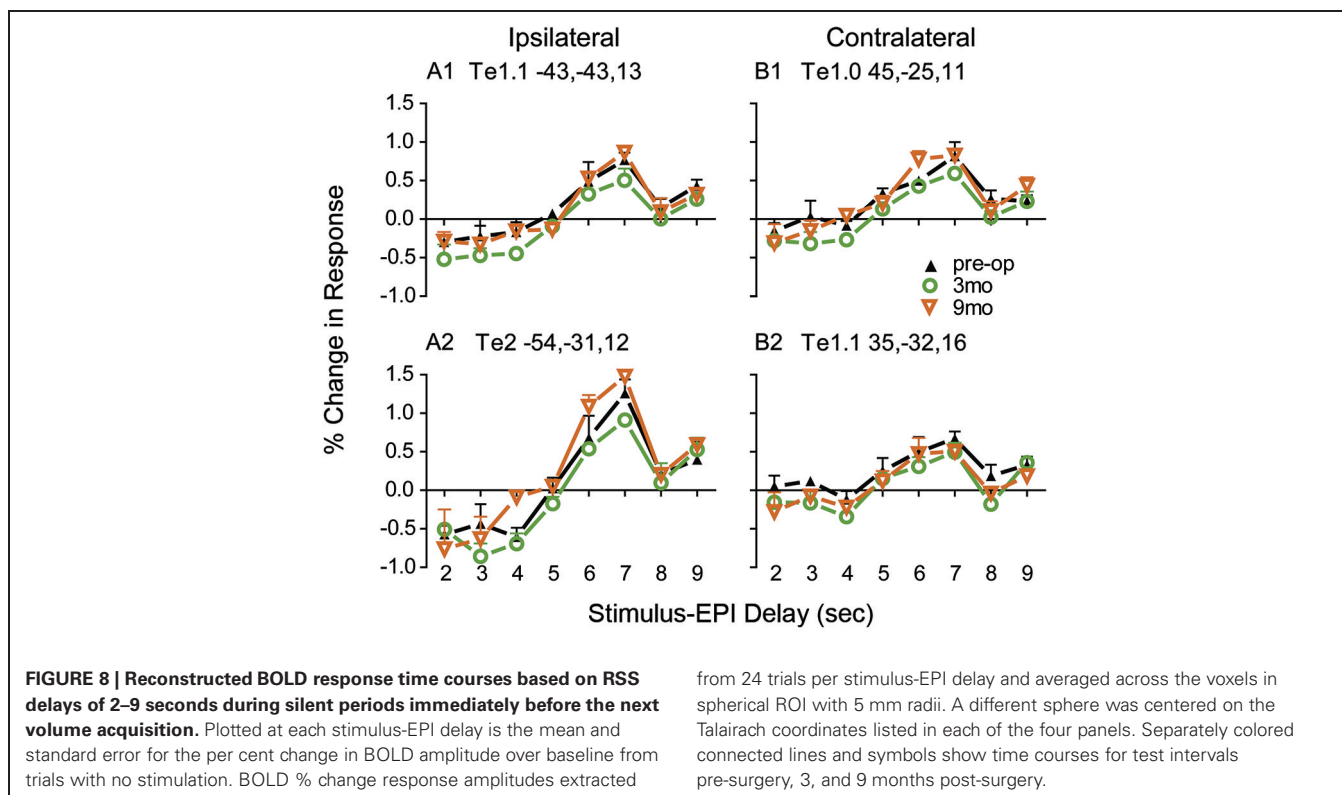 Ipsilateral
Contralateral
A1 Te1.1 -43,-43,13
B1 Te1.0 45,-25,11
1.5
1.0
0.5
0.0
-0.5
-1.0
pre-op
3mo
9mo
A2 Te2 -54,-31,12
B2 Te1.1 35,-32,16
1.5
1.0
0.5
0.0
-0.5
-1.0
% Change in Response
2 3 4 5 6 7 8 9
2 3 4 5 6 7 8 9
Stimulus-EPI Delay (sec)
FIGURE 8 | Reconstructed BOLD response time courses based on RSS
delays of 2–9 seconds during silent periods immediately before the next
volume acquisition. Plotted at each stimulus-EPI delay is the mean and
standard error for the per cent change in BOLD amplitude over baseline from
trials with no stimulation. BOLD % change response amplitudes extracted
from 24 trials per stimulus-EPI delay and averaged across the voxels in
spherical ROI with 5 mm radii. A different sphere was centered on the
Talairach coordinates listed in each of the four panels. Separately colored
connected lines and symbols show time courses for test intervals
pre-surgery, 3, and 9 months post-surgery.